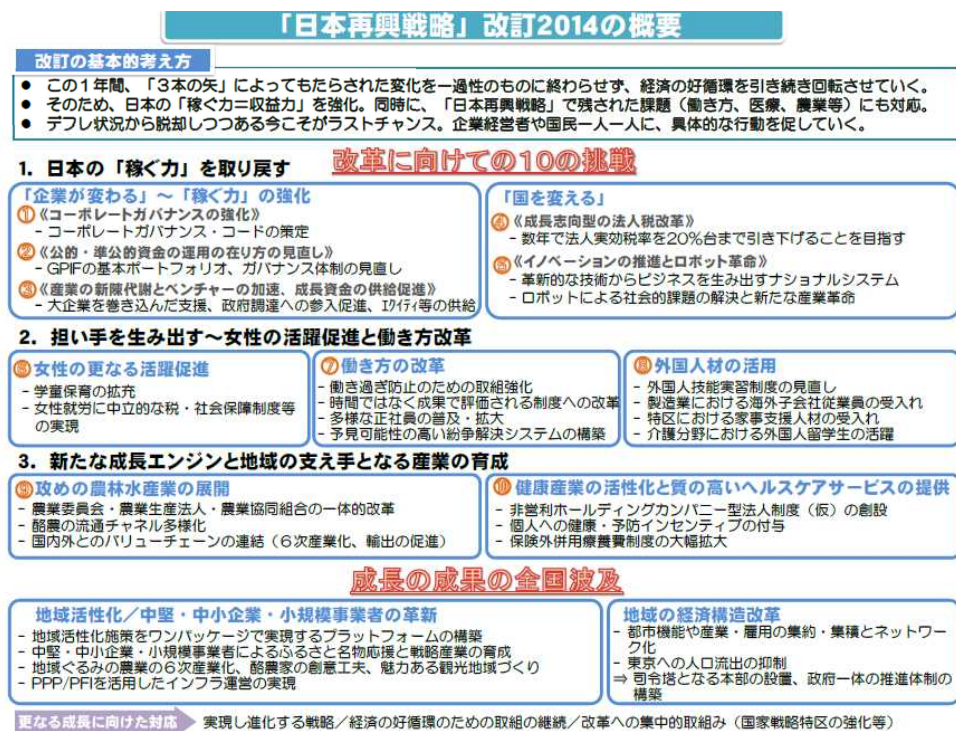 「日本再興戦略」改訂2014の概要
改訂の基本的考え方
● この１年間、「３本の矢」によってもたらされた変化を一過性のものに終わらせず、経済の好循環を引き続き回転させていく。
● そのため、日本の「稼ぐ力＝収益力」を強化。同時に、「日本再興戦略」で残された課題（働き方、医療、農業等）にも対応。
● デフレ状況から脱却しつつある今こそがラストチャンス。企業経営者や国民一人一人に、具体的な行動を促していく。
改革に向けての10の挑戦
1．日本の「稼ぐ力」を取り戻す
「企業が変わる」～「稼ぐ力」の強化
①《コーポレートガバナンスの強化》
- コーポレートガバナンス・コードの策定
②《公的・準公的資金の運用の在り方の見直し》
- GPIFの基本ポートフォリオ、ガバナンス体制の見直し
③《産業の新陳代謝とベンチャーの加速、成長資金の供給促進》
- 大企業を巻き込んだ支援、政府調達への参入促進、ｴｸｲﾃｨ等の供給
「国を変える」
④《成長志向型の法人税改革》
- 数年で法人実効税率を20%台まで引き下げることを目指す
⑤《イノベーションの推進とロボット革命》
- 革新的な技術からビジネスを生み出すナショナルシステム
- ロボットによる社会的課題の解決と新たな産業革命
2．担い手を生み出す～女性の活躍促進と働き方改革
⑥女性の更なる活躍促進
- 学童保育の拡充
- 女性就労に中立的な税・社会保障制度等
の実現
⑦働き方の改革
- 働き過ぎ防止のための取組強化
- 時間ではなく成果で評価される制度への改革
- 多様な正社員の普及・拡大
- 予見可能性の高い紛争解決システムの構築
⑧外国人材の活用
- 外国人技能実習制度の見直し
- 製造業における海外子会社従業員の受入れ
- 特区における家事支援人材の受入れ
- 介護分野における外国人留学生の活躍
3．新たな成長エンジンと地域の支え手となる産業の育成
⑨攻めの農林水産業の展開
- 農業委員会・農業生産法人・農業協同組合の一体的改革
- 酪農の流通チャネル多様化
- 国内外とのバリューチェーンの連結（６次産業化、輸出の促進）
⑩健康産業の活性化と質の高いヘルスケアサービスの提供
- 非営利ホールディングカンパニー型法人制度（仮）の創設
- 個人への健康・予防インセンティブの付与
- 保険外併用療養費制度の大幅拡大
成長の成果の全国波及
地域活性化／中堅・中小企業・小規模事業者の革新
- 地域活性化施策をワンパッケージで実現するプラットフォームの構築
- 中堅・中小企業・小規模事業者によるふるさと名物応援と戦略産業の育成
- 地域ぐるみの農業の６次産業化、酪農家の創意工夫、魅力ある観光地域づくり
- PPP/PFIを活用したインフラ運営の実現
地域の経済構造改革
- 都市機能や産業・雇用の集約・集積とネットワー
ク化
- 東京への人口流出の抑制
⇒ 司令塔となる本部の設置、政府一体の推進体制の
構築
更なる成長に向けた対応 実現し進化する戦略／経済の好循環のための取組の継続／改革への集中的取組み（国家戦略特区の強化等）